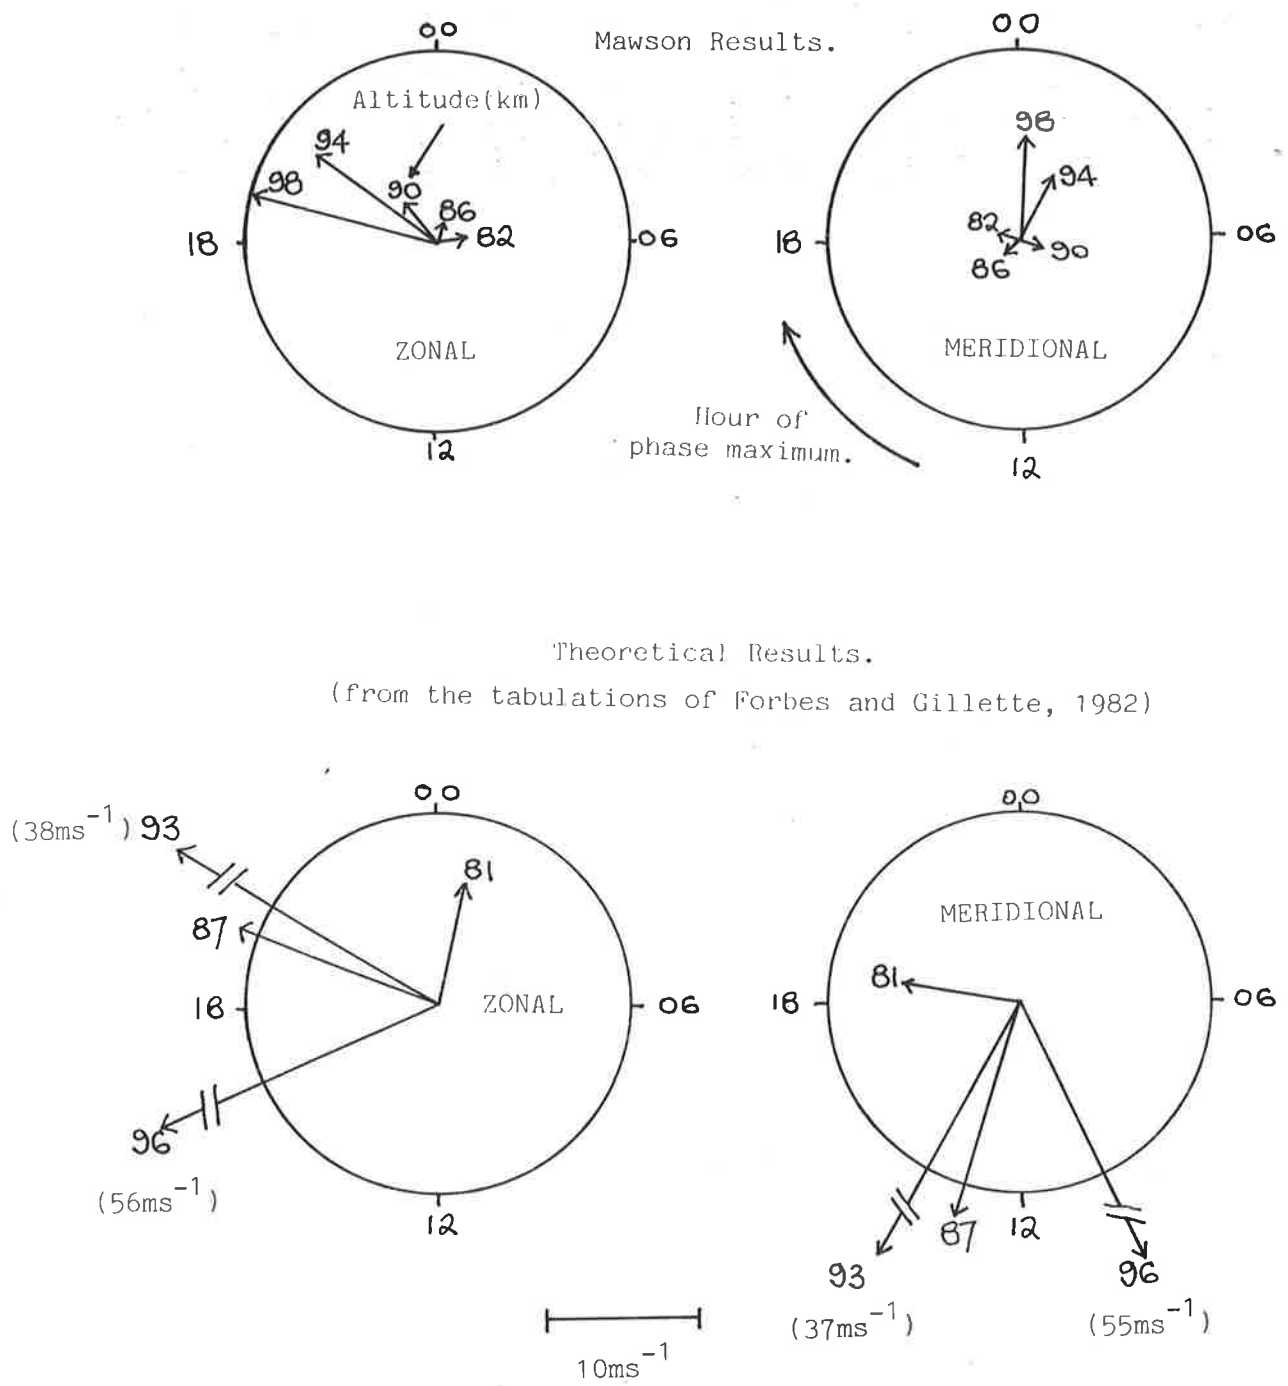 Mawson Results.
00
Altitude(km)
94
98
90
86
82
18
06
ZONAL
12
00
98
94
82
90
86
18
06
MERIDIONAL
12
Hour of
phase maximum.
Theoretical Results.
(from the tabulations of Forbes and Gillette, 1982)
00
(38ms⁻¹) 93
81
87
18
ZONAL
06
96
(56ms⁻¹)
12
00
MERIDIONAL
81
18
06
12
87
93
(37ms⁻¹)
96
(55ms⁻¹)
10ms⁻¹